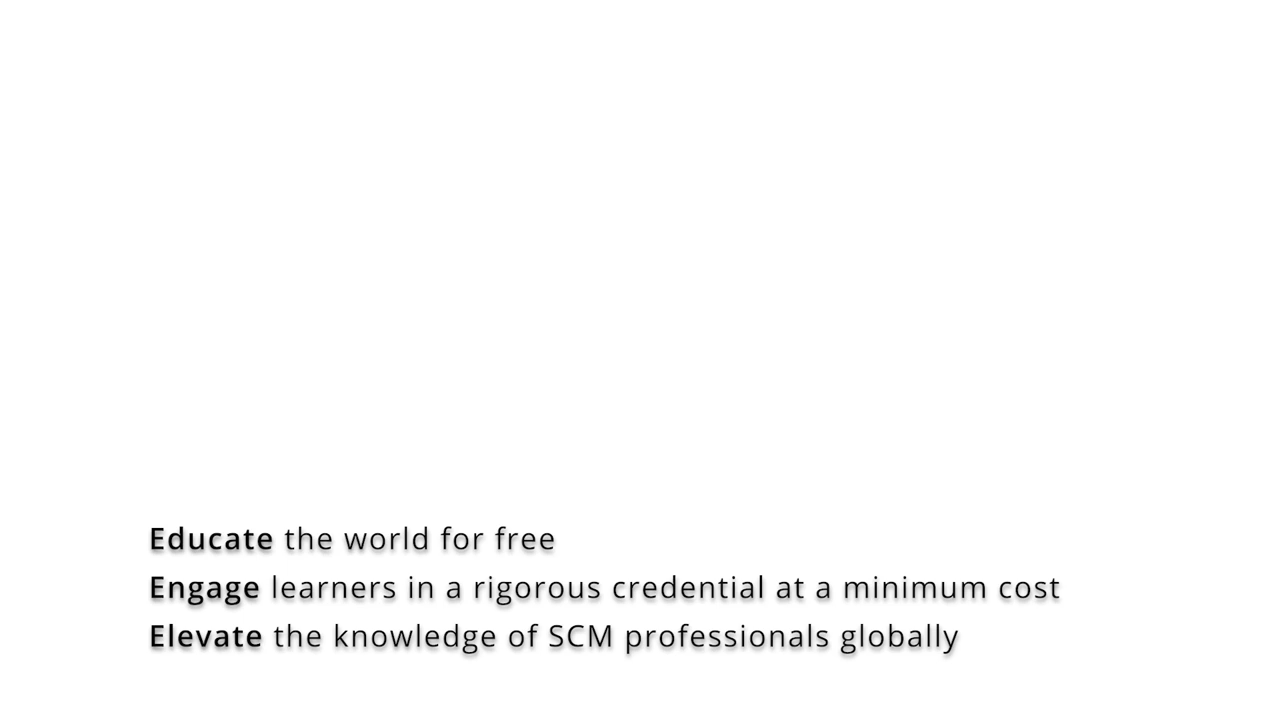 Educate the world for free
Engage learners in a rigorous credential at a minimum cost
Elevate the knowledge of SCM professionals globally